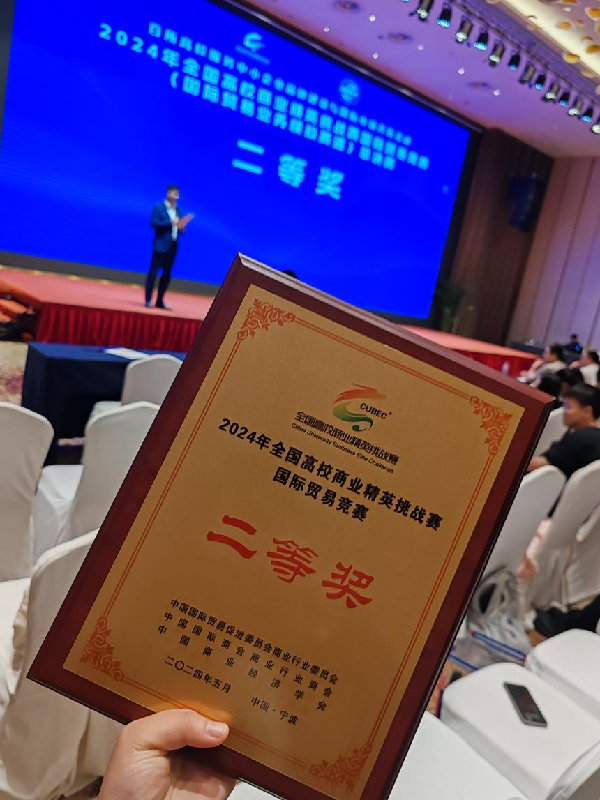 2024年全国高校商业精英挑战赛
二等奖
CUBEC
全国高校商业精英挑战赛
China University Business Elite Challenge
2024年全国高校商业精英挑战赛
国际贸易竞赛
二等奖
中国国际贸易促进委员会商业行业委员会
中国国际商会商业行业商会
中国商业经济学会
二〇二四年五月
中国·宁波